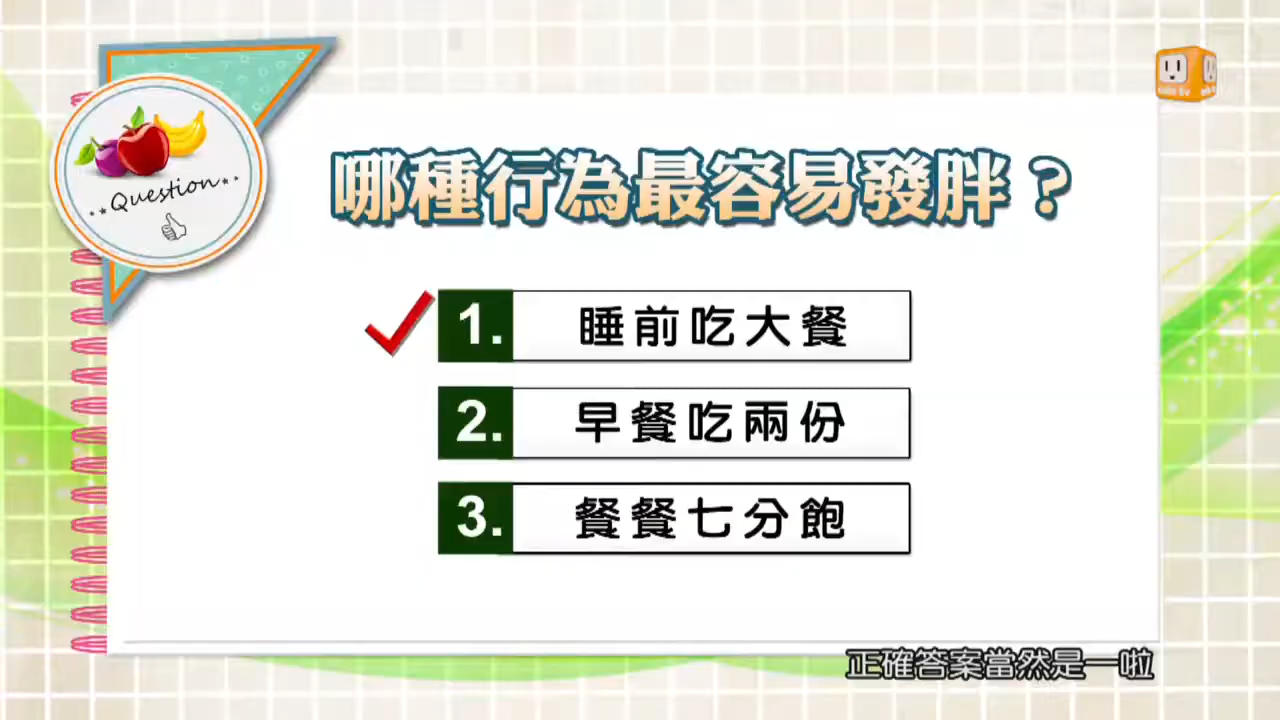 Question
哪種行為最容易發胖？
1. 睡前吃大餐
2. 早餐吃兩份
3. 餐餐七分飽
正確答案當然是一啦